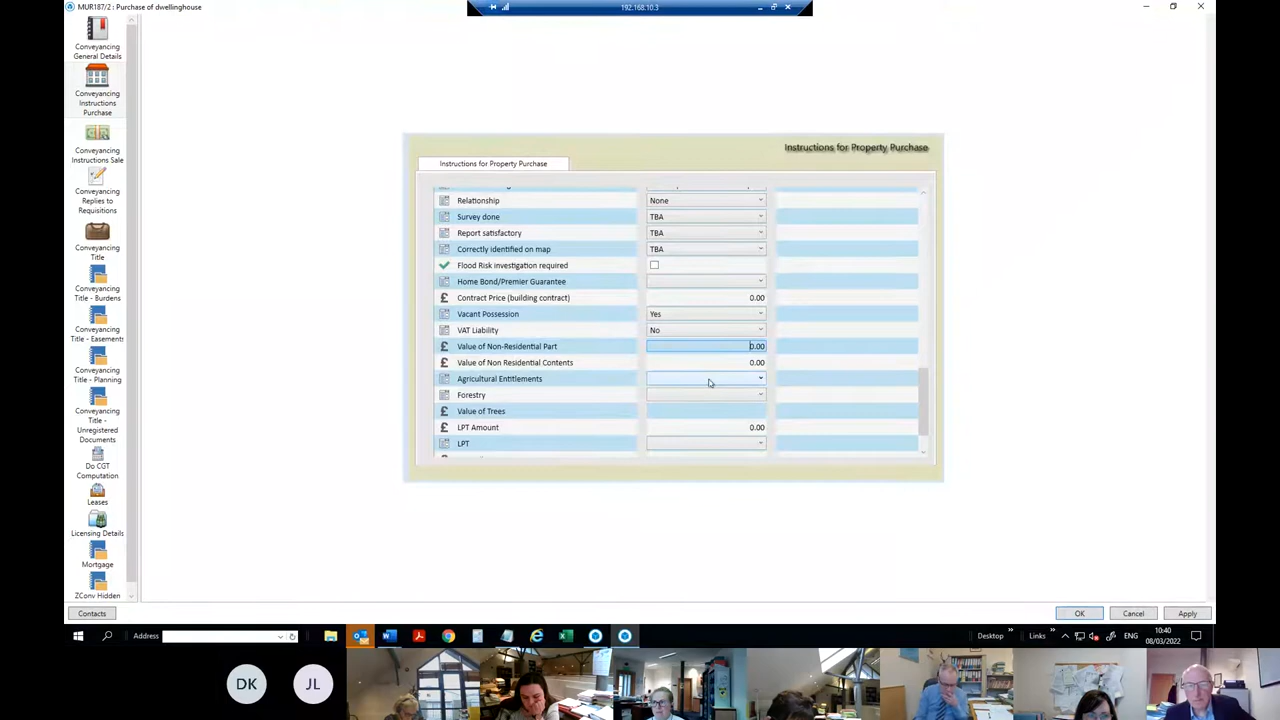 MUR187/2 : Purchase of dwellinghouse
192.168.10.3
Conveyancing
General Details
Conveyancing
Instructions
Purchase
Conveyancing
Instructions Sale
Conveyancing
Replies to
Requisitions
Conveyancing
Title
Conveyancing
Title - Burdens
Conveyancing
Title - Easements
Conveyancing
Title - Planning
Conveyancing
Title -
Unregistered
Documents
Do CGT
Computation
Leases
Licensing Details
Mortgage
ZConv Hidden
Contacts
Instructions for Property Purchase
Instructions for Property Purchase
Relationship None
Survey done TBA
Report satisfactory TBA
Correctly identified on map TBA
Flood Risk investigation required
Home Bond/Premier Guarantee
£ Contract Price (building contract) 0.00
Vacant Possession Yes
VAT Liability No
£ Value of Non-Residential Part 0.00
£ Value of Non Residential Contents 0.00
Agricultural Entitlements
Forestry
£ Value of Trees
£ LPT Amount 0.00
LPT
OK Cancel Apply
Address
Desktop » Links » ENG
10:40
08/03/2022
DK JL